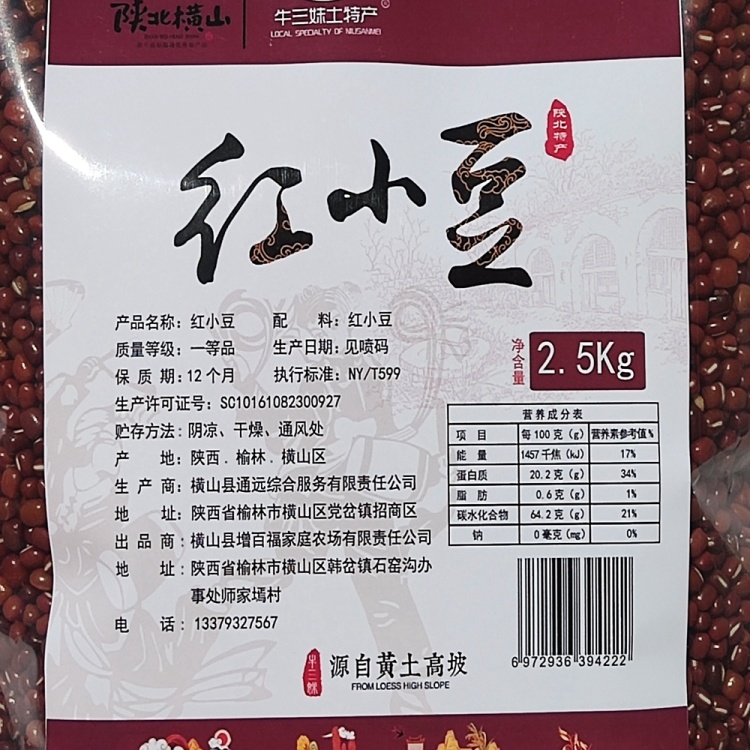 陕北横山
牛三妹土特产®
LOCAL SPECIALTY OF NIUSANMEI
陕北特产
红小豆
产品名称：红小豆 配 料：红小豆
质量等级：一等品 生产日期：见喷码
保 质 期：12个月 执行标准：NY/T599
生产许可证号：SC10161082300927
贮存方法：阴凉、干燥、通风处
产 地：陕西．榆林．横山区
生 产 商：横山县通远综合服务有限责任公司
地 址：陕西省榆林市横山区党岔镇招商区
出 品 商：横山县增百福家庭农场有限责任公司
地 址：陕西省榆林市横山区韩岔镇石窑沟办
事处师家墕村
电 话：13379327567
净含量 2.5Kg
营养成分表
项 目 每100克（g） 营养素参考值%
能 量 1457千焦（kJ） 17%
蛋白质 20.2克（g） 34%
脂 肪 0.6克（g） 1%
碳水化合物 64.2克（g） 21%
钠 0毫克（mg） 0%
6 972936 394222
牛三妹
源自黄土高坡
FROM LOESS HIGH SLOPE